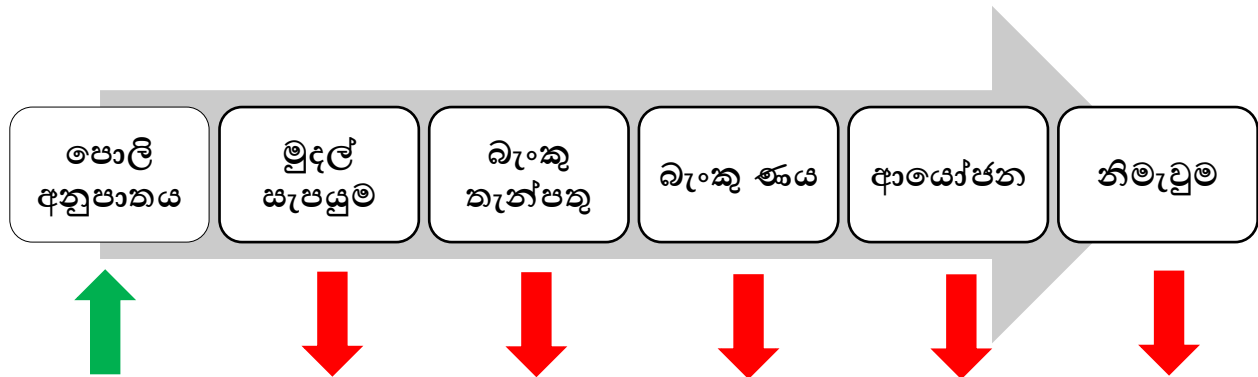 පොලි
අනුපාතය
මුදල්
සැපයුම
බැංකු
තැන්පතු
බැංකු ණය
ආයෝජන
නිමැවුම